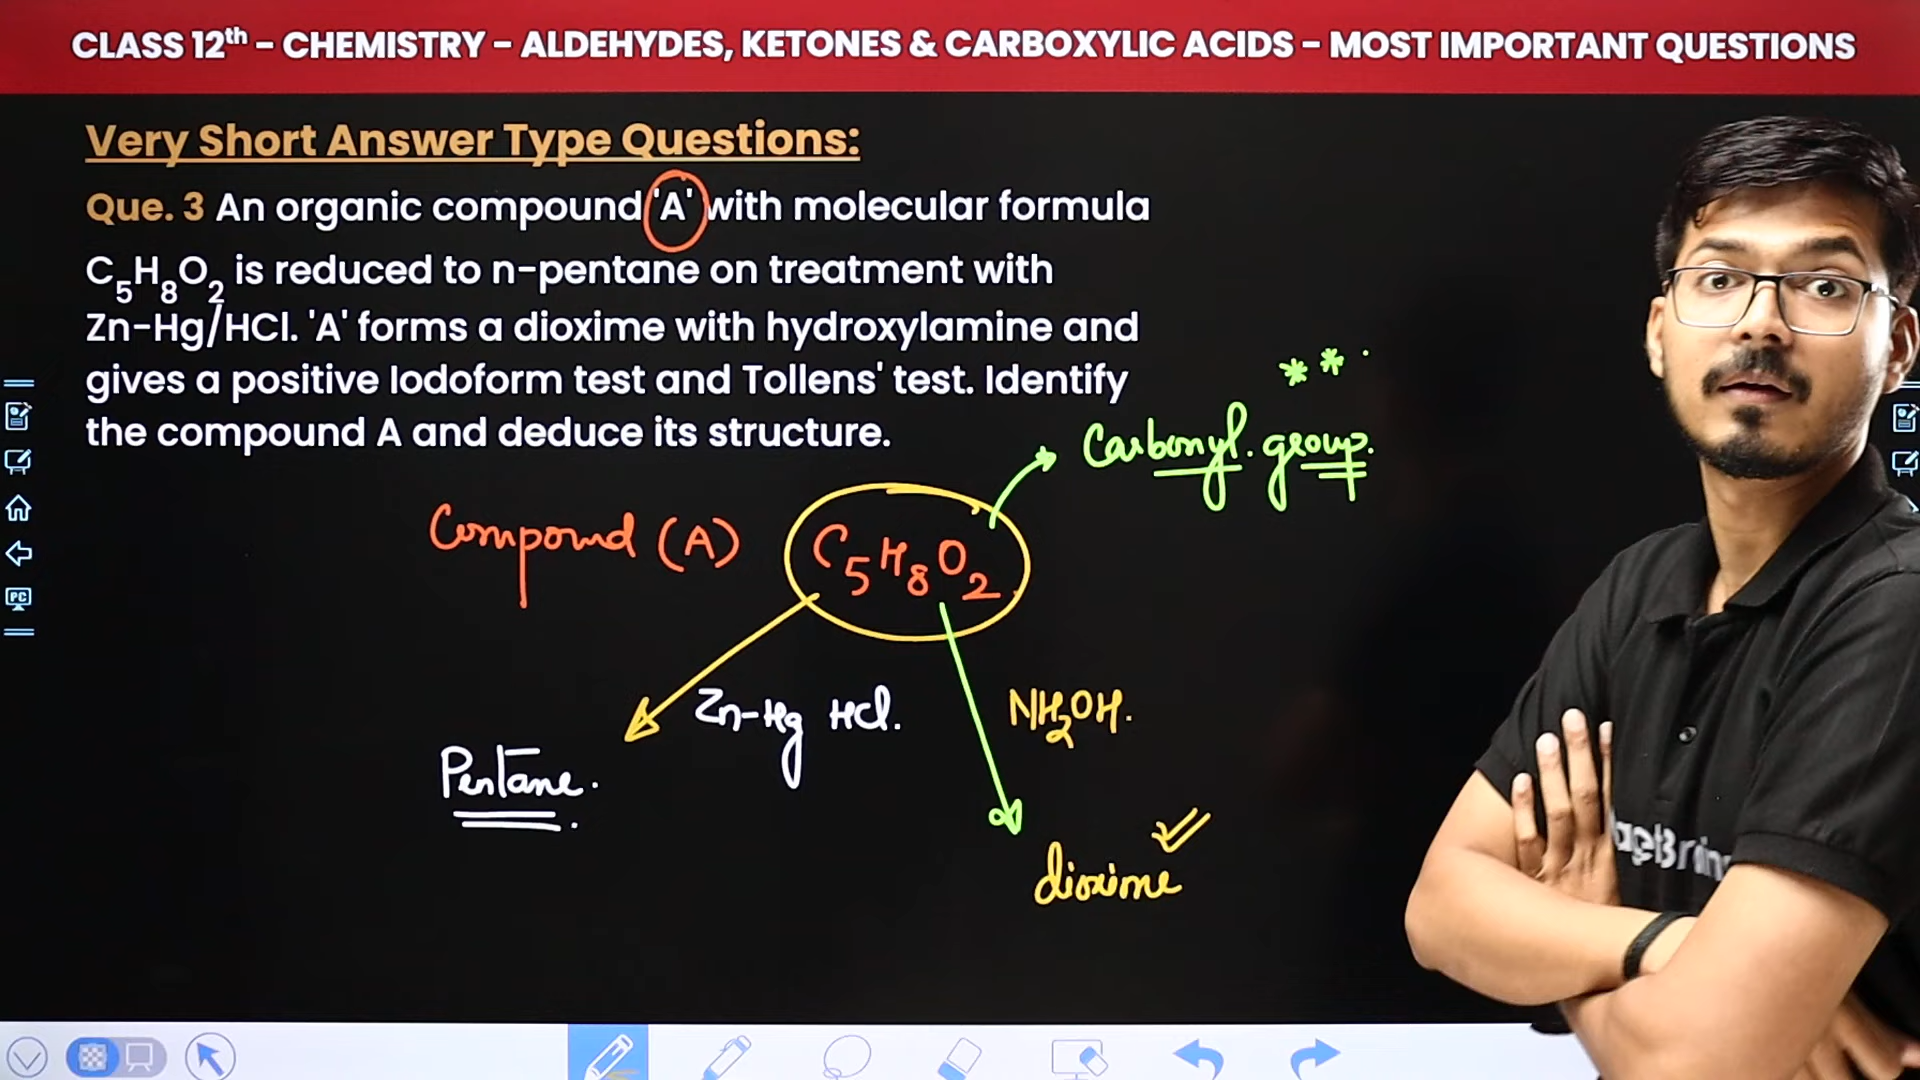 CLASS 12th - CHEMISTRY - ALDEHYDES, KETONES & CARBOXYLIC ACIDS - MOST IMPORTANT QUESTIONS
Very Short Answer Type Questions:
Que. 3 An organic compound 'A' with molecular formula
C5H8O2 is reduced to n-pentane on treatment with
Zn-Hg/HCl. 'A' forms a dioxime with hydroxylamine and
gives a positive Iodoform test and Tollens' test. Identify
the compound A and deduce its structure.
** 
Carbonyl group.
Compound (A) C5H8O2
Zn-Hg HCl.
NH2OH.
Pentane.
dioxime
PC